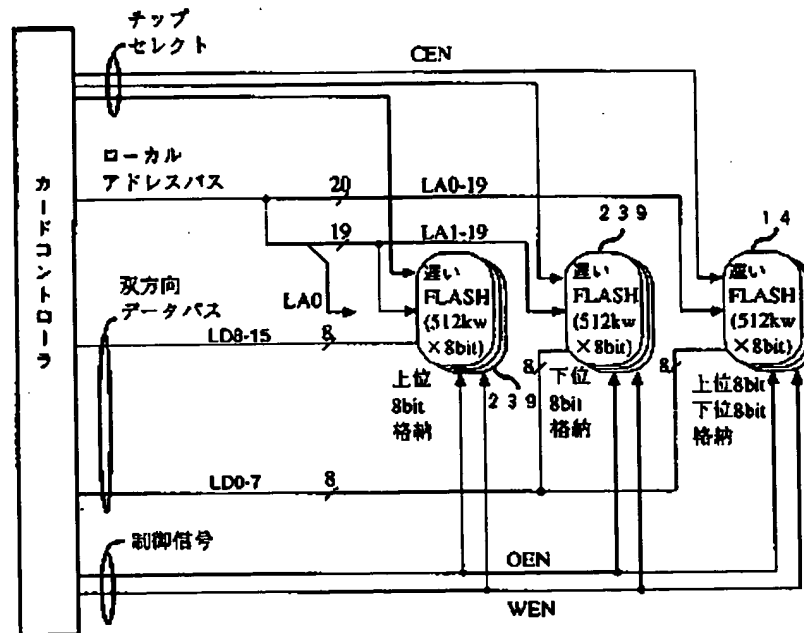 チップ
セレクト
CEN
ローカル
アドレスバス
20
LA0-19
19
LA1-19
LA0
239
14
双方向
データバス
LD8-15
8
遅い
FLASH
(512kw
×8bit)
遅い
FLASH
(512kw
×8bit)
遅い
FLASH
(512kw
×8bit)
カードコントローラ
上位
8bit
格納
239
8
下位
8bit
格納
8
上位8bit
下位8bit
格納
LD0-7
8
制御信号
OEN
WEN